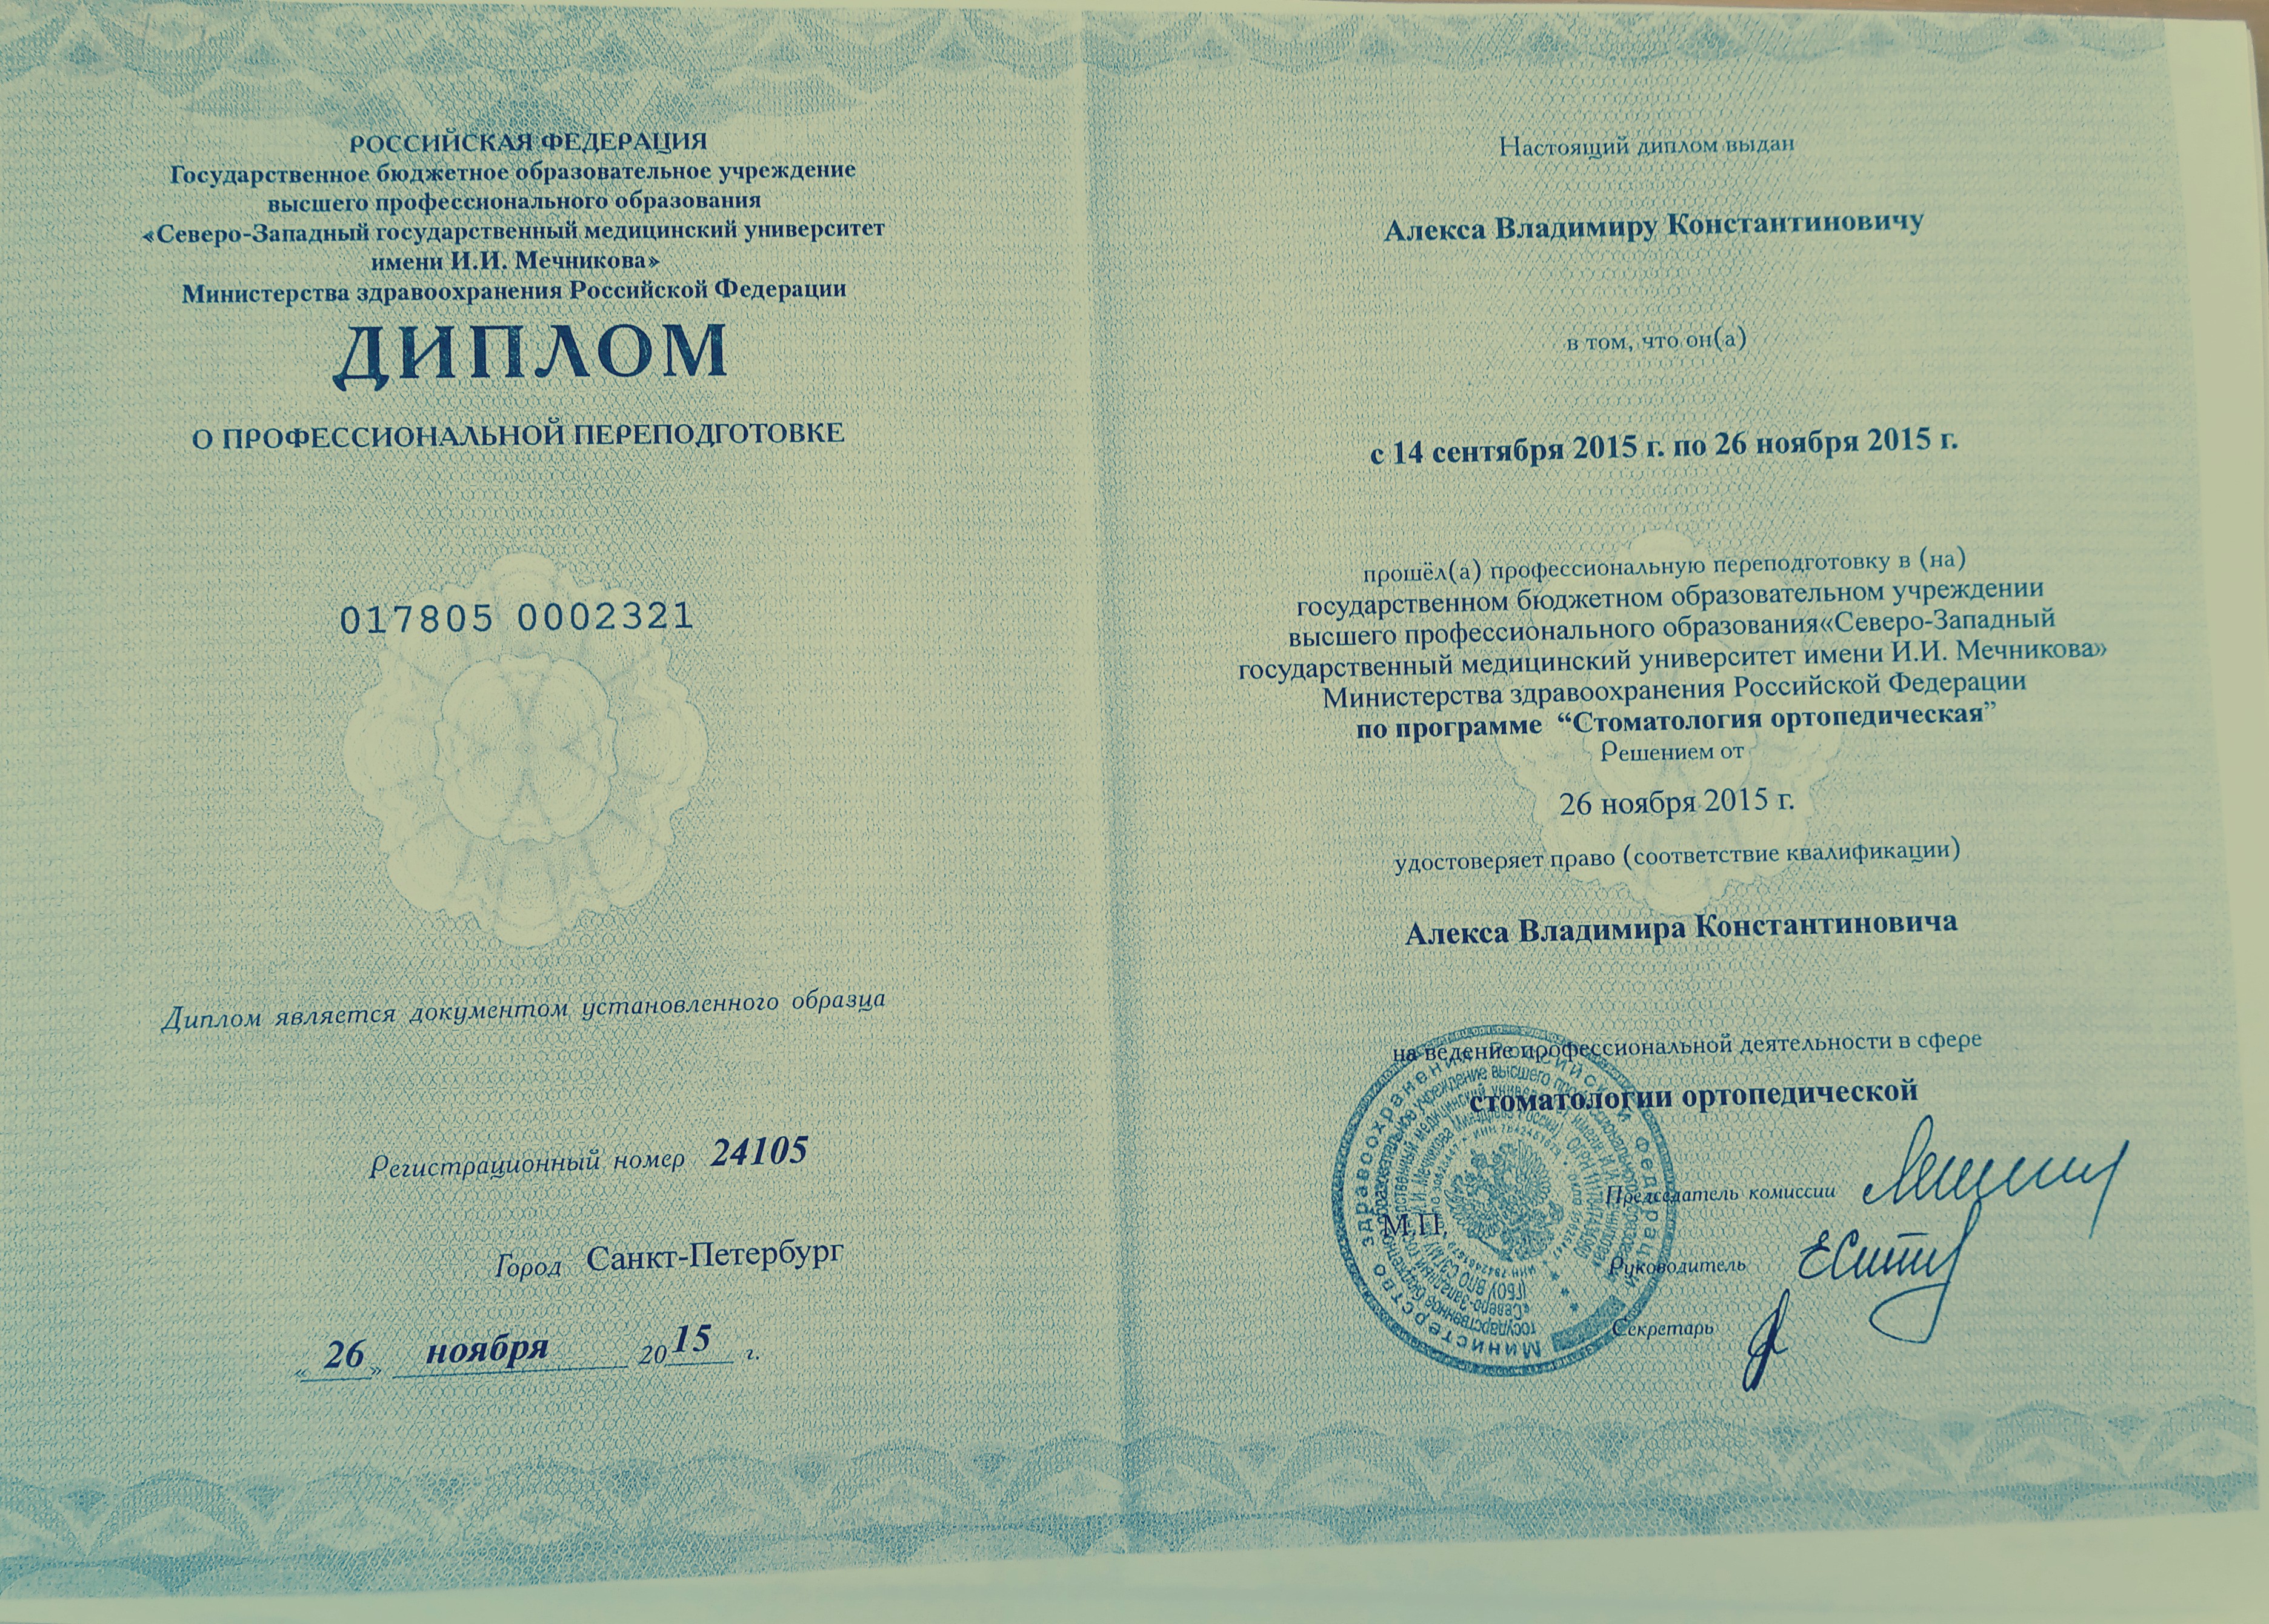 РОССИЙСКАЯ ФЕДЕРАЦИЯ
Государственное бюджетное образовательное учреждение
высшего профессионального образования
«Северо-Западный государственный медицинский университет
имени И.И. Мечникова»
Министерства здравоохранения Российской Федерации
ДИПЛОМ
О ПРОФЕССИОНАЛЬНОЙ ПЕРЕПОДГОТОВКЕ
017805 0002321
Диплом является документом установленного образца
Регистрационный номер 24105
Город Санкт-Петербург
«26» ноября 2015 г.
Настоящий диплом выдан
Алекса Владимиру Константиновичу
в том, что он(а)
с 14 сентября 2015 г. по 26 ноября 2015 г.
прошёл(а) профессиональную переподготовку в (на)
государственном бюджетном образовательном учреждении
высшего профессионального образования«Северо-Западный
государственный медицинский университет имени И.И. Мечникова»
Министерства здравоохранения Российской Федерации
по программе “Стоматология ортопедическая”
Решением от
26 ноября 2015 г.
удостоверяет право (соответствие квалификации)
Алекса Владимира Константиновича
на ведение профессиональной деятельности в сфере
стоматологии ортопедической
Председатель комиссии
М.П.
Руководитель
Секретарь
Министерство здравоохранения Российской Федерации